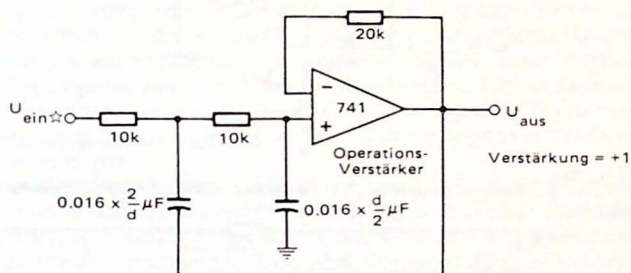 20k
−
741
+
U ein☆
10k
10k
U aus
Operations-
Verstärker
Verstärkung = +1
0.016 x 2/d µF
0.016 x d/2 µF